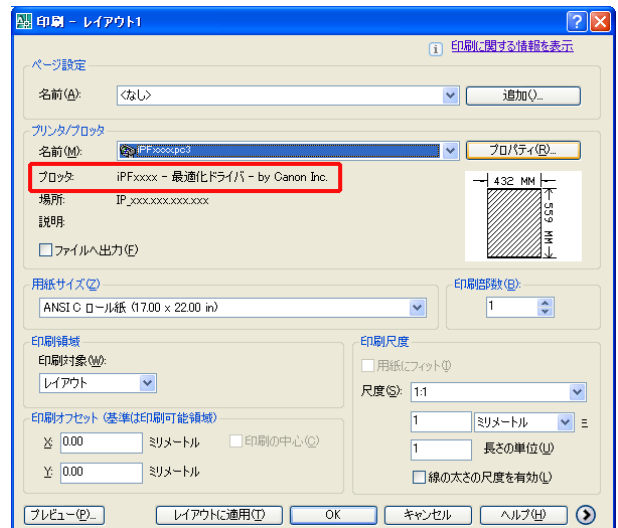 印刷 - レイアウト1
i 印刷に関する情報を表示
ページ設定
名前(A): <なし> 追加()...
プリンタ/プロッタ
名前(M): iPFxxxx.pc3 プロパティ(R)...
プロッタ: iPFxxxx - 最適化ドライバ - by Canon Inc.
場所: IP_xxx.xxx.xxx.xxx
説明:
ファイルへ出力(F)
432 MM
559 MM
用紙サイズ(Z)
ANSI C ロール紙 (17.00 x 22.00 in)
印刷部数(B):
1
印刷領域
印刷対象(W):
レイアウト
印刷尺度
用紙にフィット(I)
尺度(S): 1:1
1 ミリメートル =
1 長さの単位(U)
線の太さの尺度を有効(L)
印刷オフセット (基準は印刷可能領域)
X: 0.00 ミリメートル 印刷の中心(C)
Y: 0.00 ミリメートル
プレビュー(P)... レイアウトに適用(T) OK キャンセル ヘルプ(H)